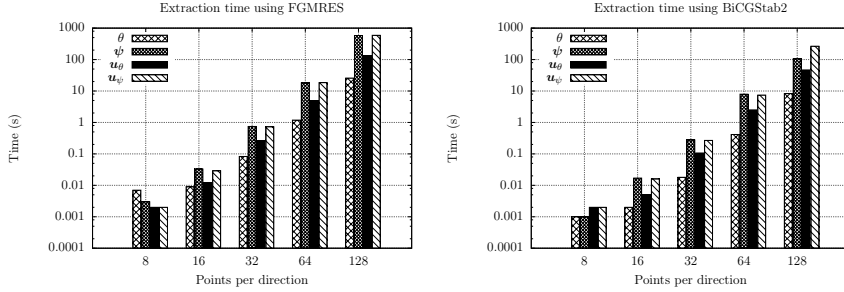 Extraction time using FGMRES
1000
100
10
1
0.1
0.01
0.001
0.0001
Time (s)
θ
ψ
u_θ
u_ψ
8 16 32 64 128
Points per direction
Extraction time using BiCGStab2
1000
100
10
1
0.1
0.01
0.001
0.0001
Time (s)
θ
ψ
u_θ
u_ψ
8 16 32 64 128
Points per direction